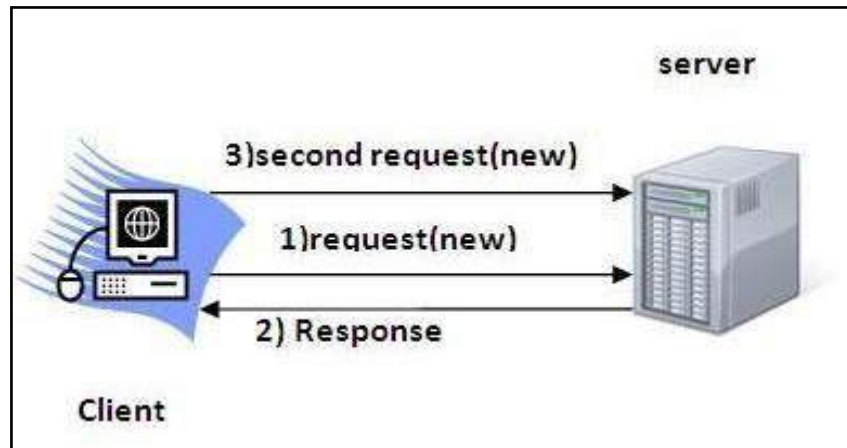 server
3)second request(new)
1)request(new)
2) Response
Client